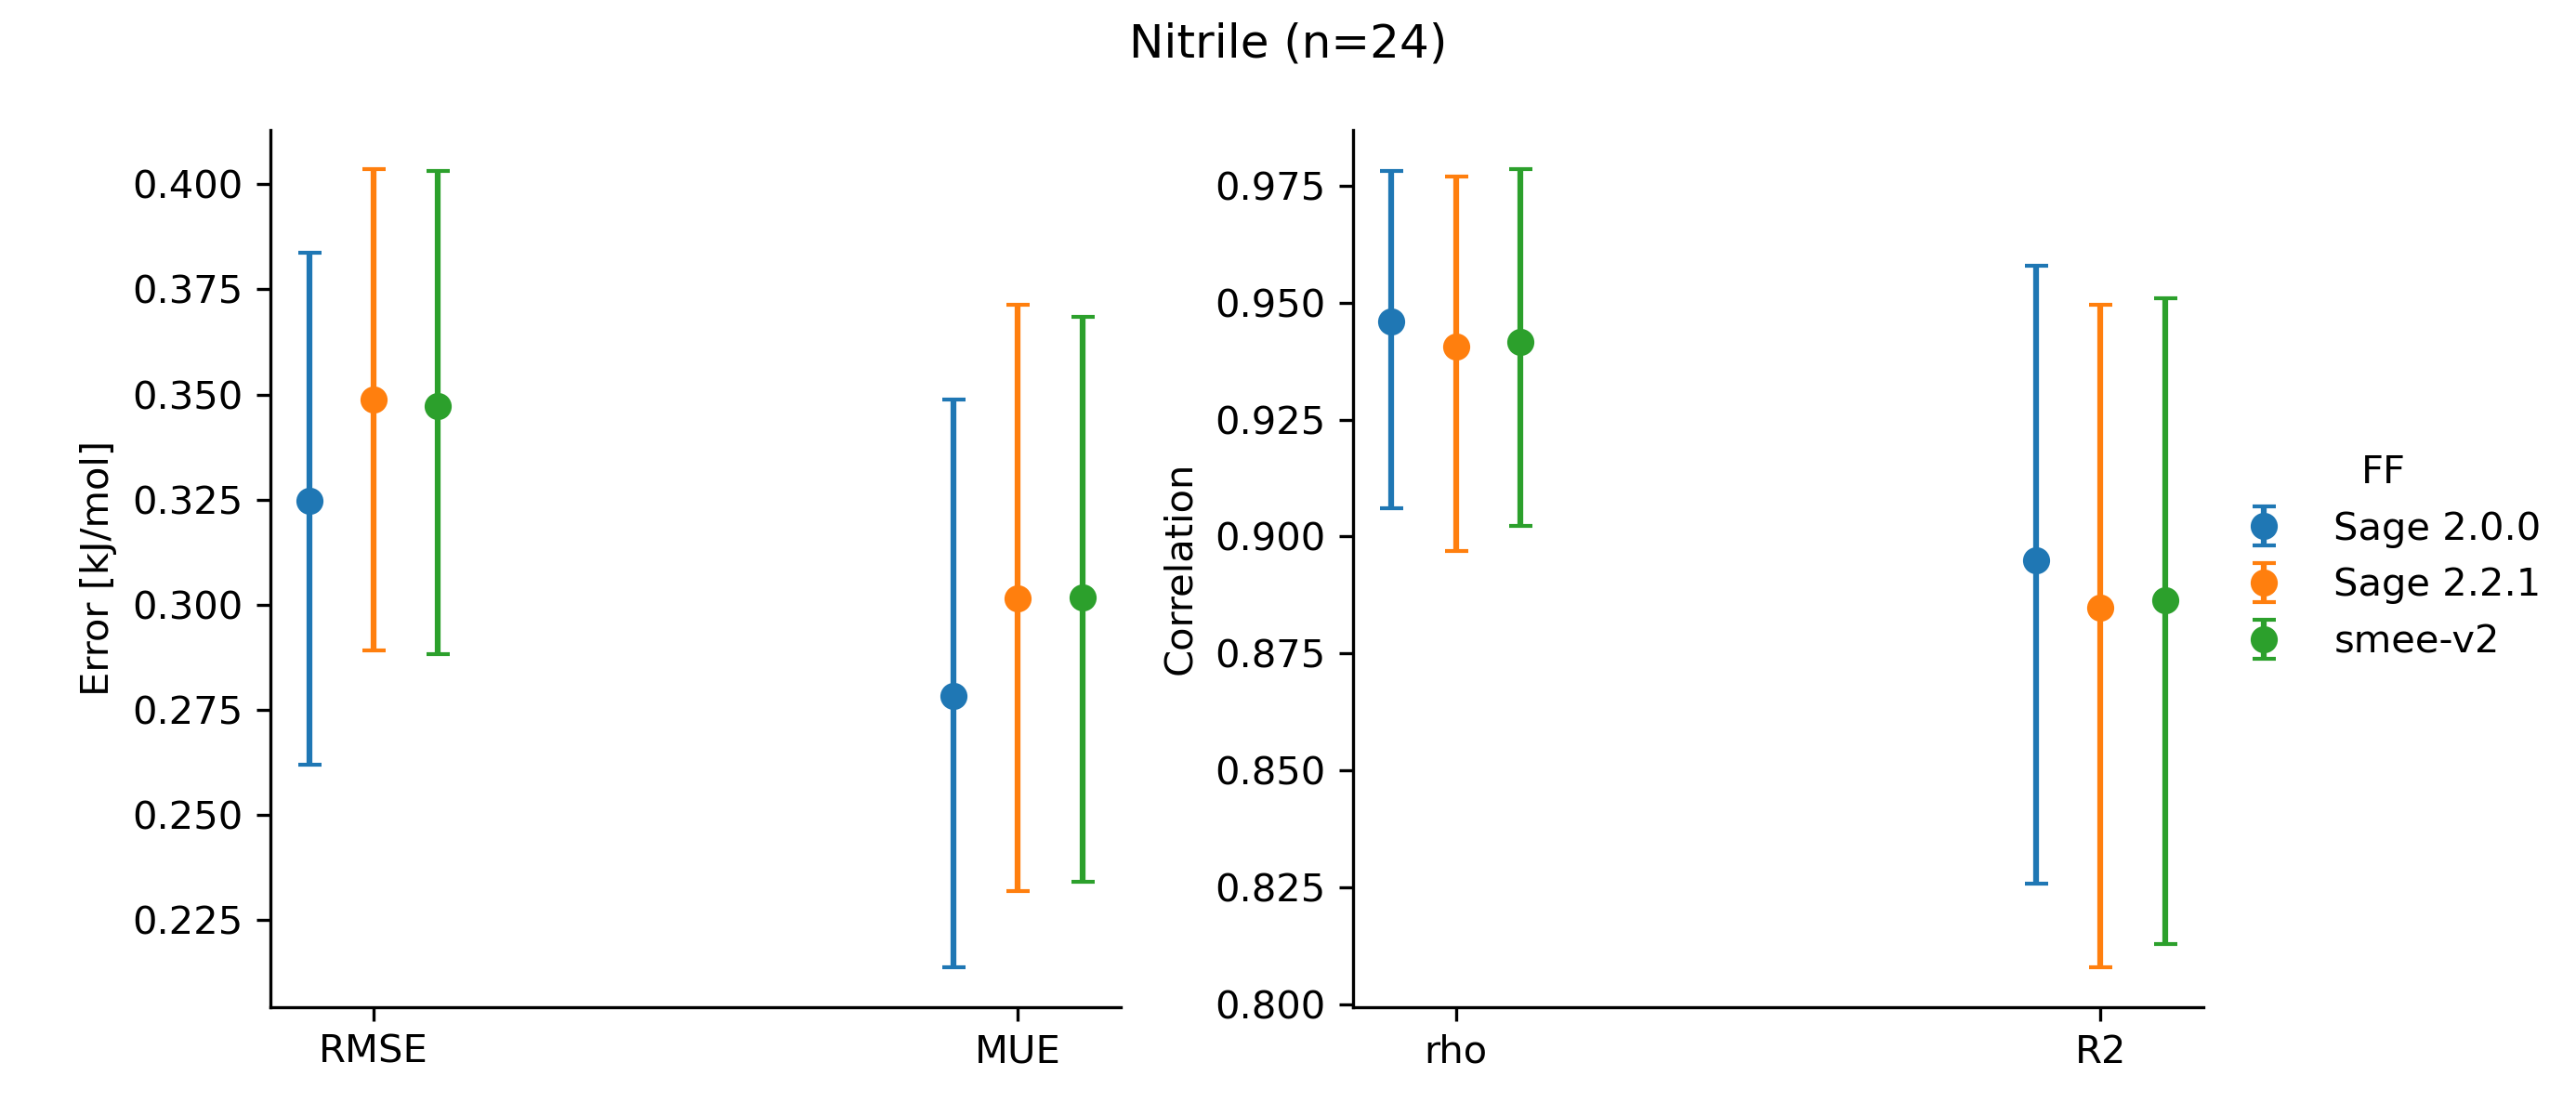 Nitrile (n=24)
Error [kJ/mol]
0.400
0.375
0.350
0.325
0.300
0.275
0.250
0.225
RMSE
MUE
Correlation
0.975
0.950
0.925
0.900
0.875
0.850
0.825
0.800
rho
R2
FF
Sage 2.0.0
Sage 2.2.1
smee-v2